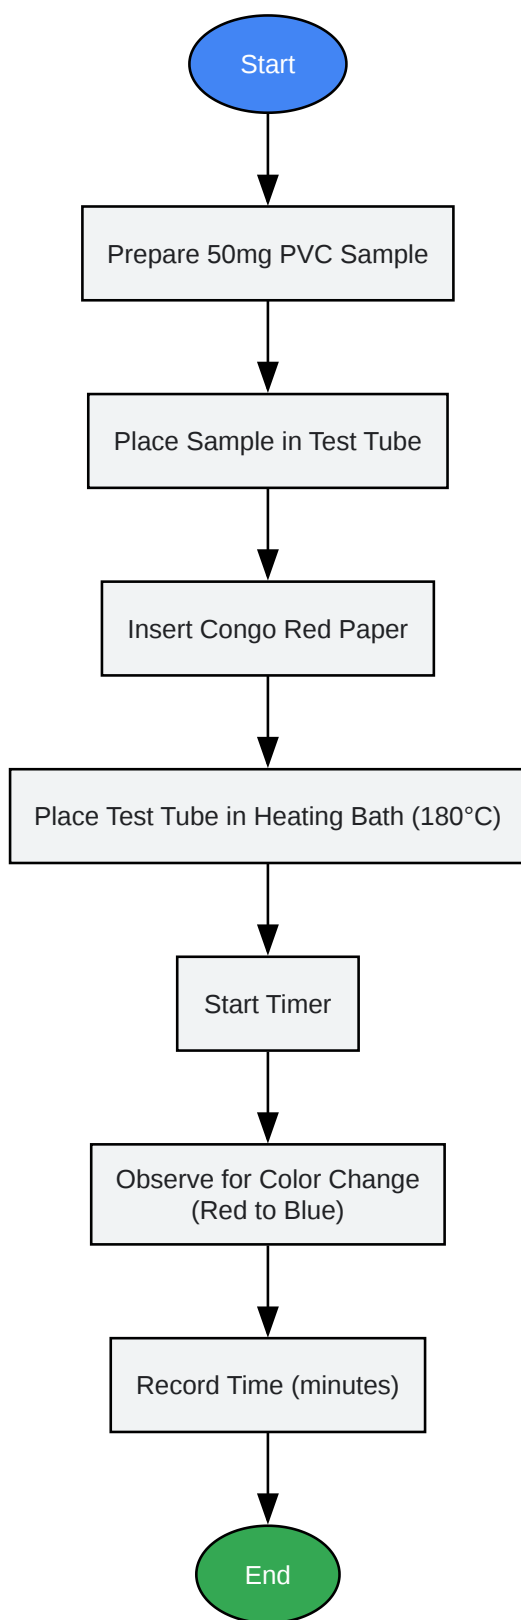 Start
Prepare 50mg PVC Sample
Place Sample in Test Tube
Insert Congo Red Paper
Place Test Tube in Heating Bath (180°C)
Start Timer
Observe for Color Change
(Red to Blue)
Record Time (minutes)
End